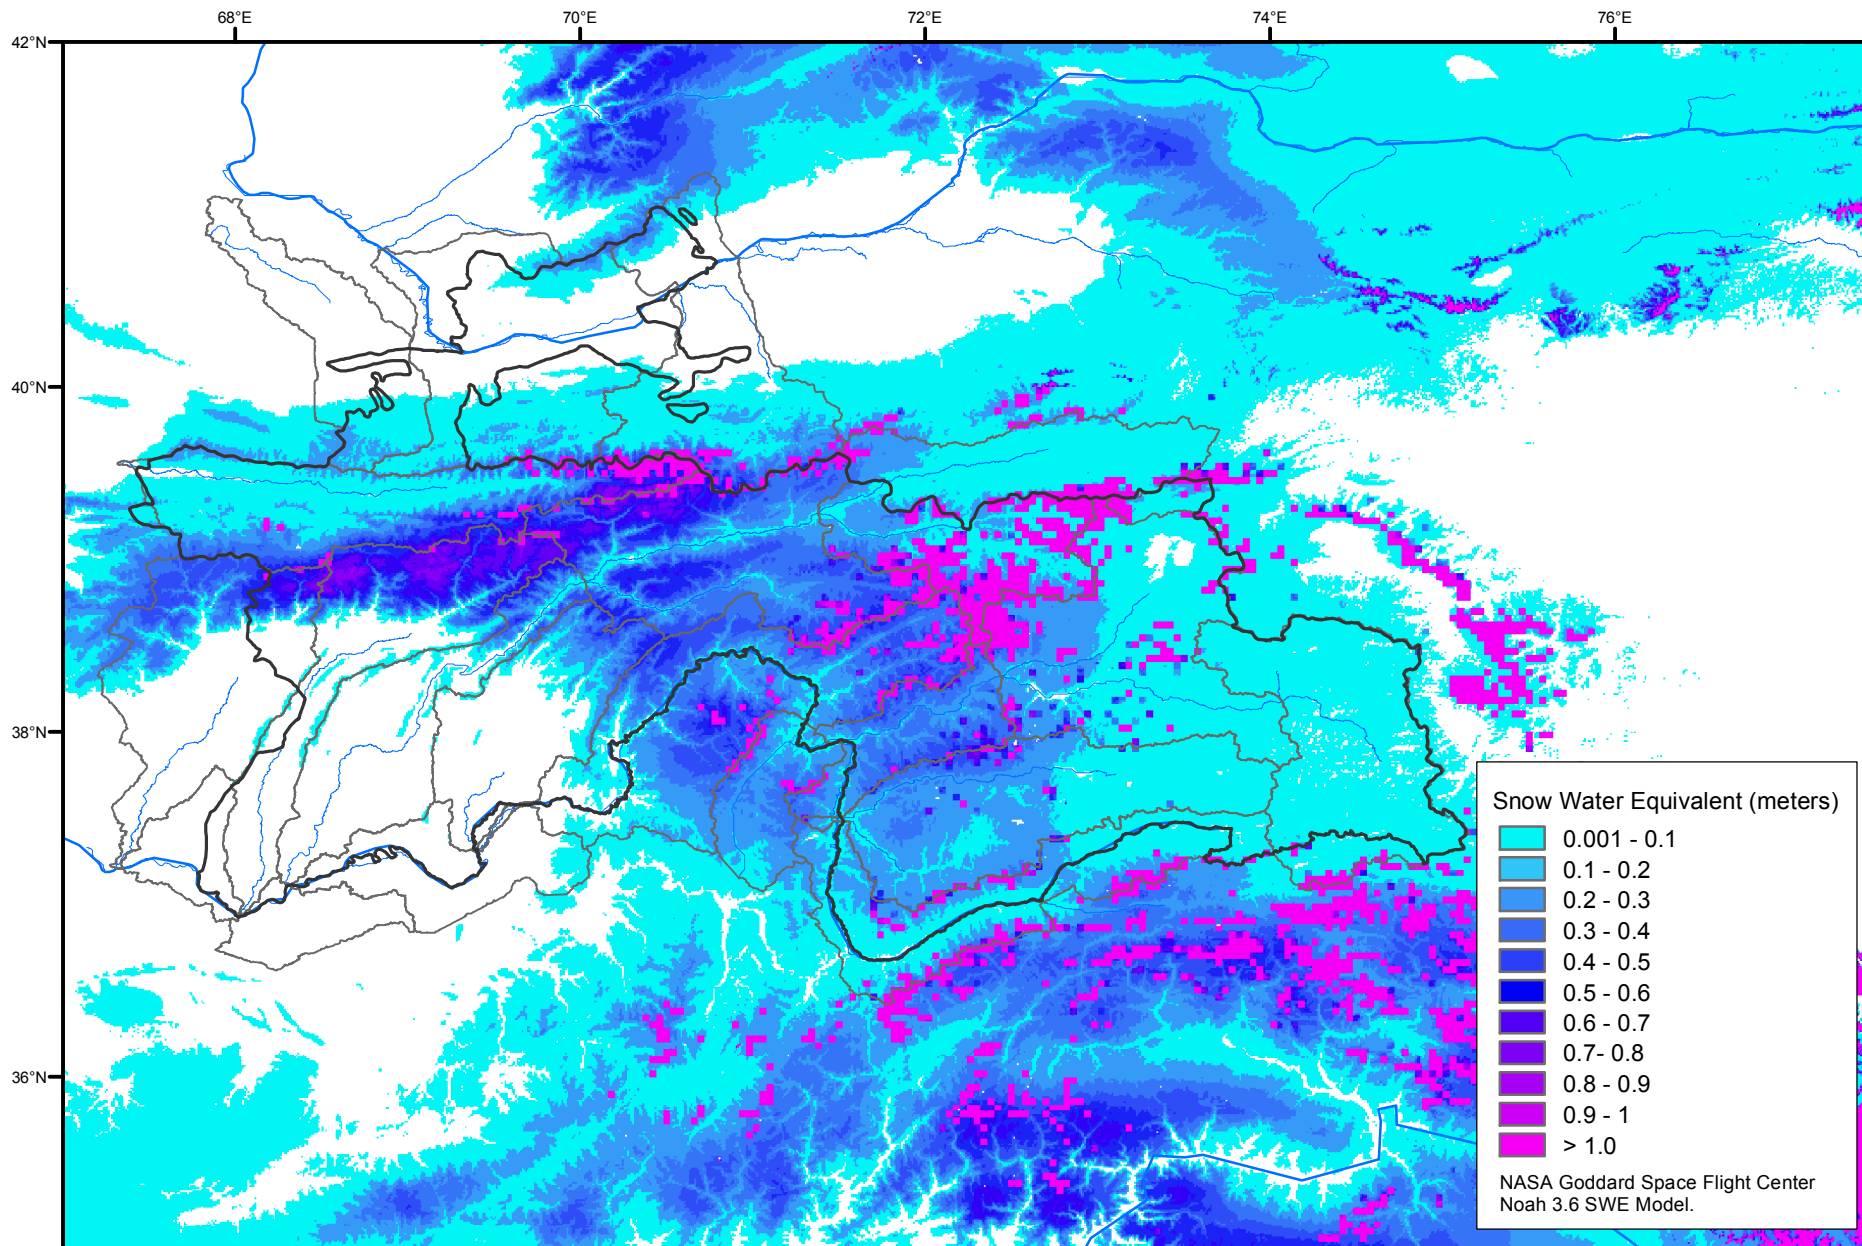 68°E
70°E
72°E
74°E
76°E
42°N
40°N
38°N
36°N
Snow Water Equivalent (meters)
0.001 - 0.1
0.1 - 0.2
0.2 - 0.3
0.3 - 0.4
0.4 - 0.5
0.5 - 0.6
0.6 - 0.7
0.7- 0.8
0.8 - 0.9
0.9 - 1
> 1.0
NASA Goddard Space Flight Center
Noah 3.6 SWE Model.